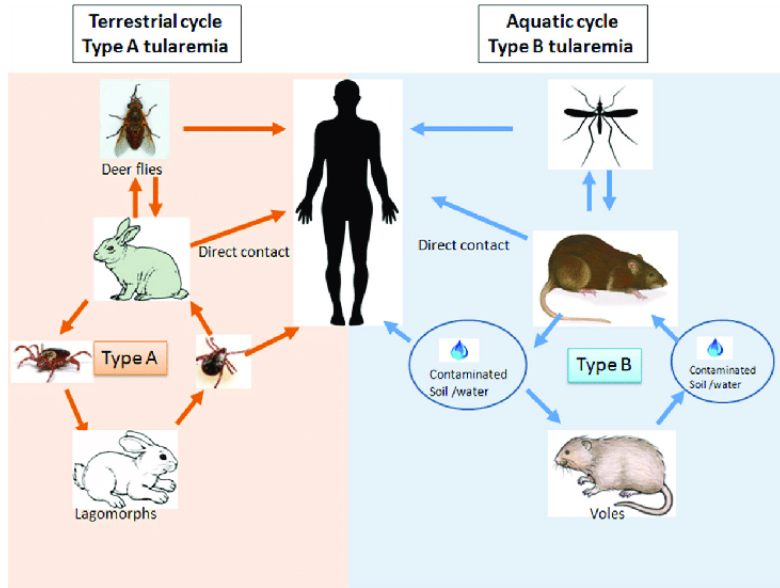 Terrestrial cycle
Type A tularemia
Aquatic cycle
Type B tularemia
Deer flies
Direct contact
Direct contact
Type A
Type B
Contaminated
Soil /water
Contaminated
Soil /water
Lagomorphs
Voles